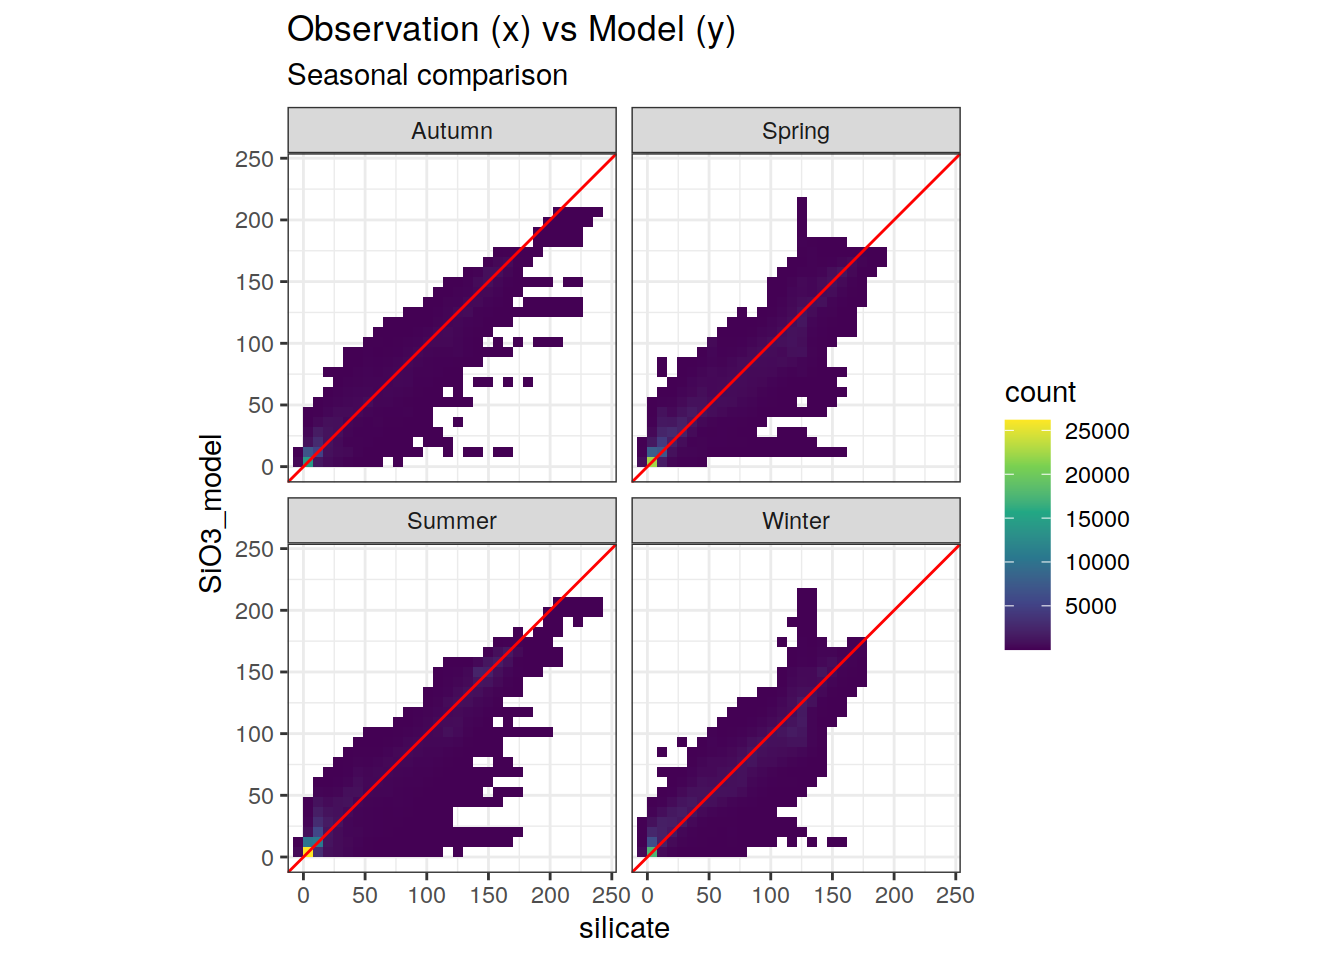 Observation (x) vs Model (y)
Seasonal comparison
Autumn
Spring
250
200
150
100
50
0
Summer
Winter
250
200
150
100
50
0
0 50 100 150 200 250
0 50 100 150 200 250
silicate
SiO3_model
count
25000
20000
15000
10000
5000